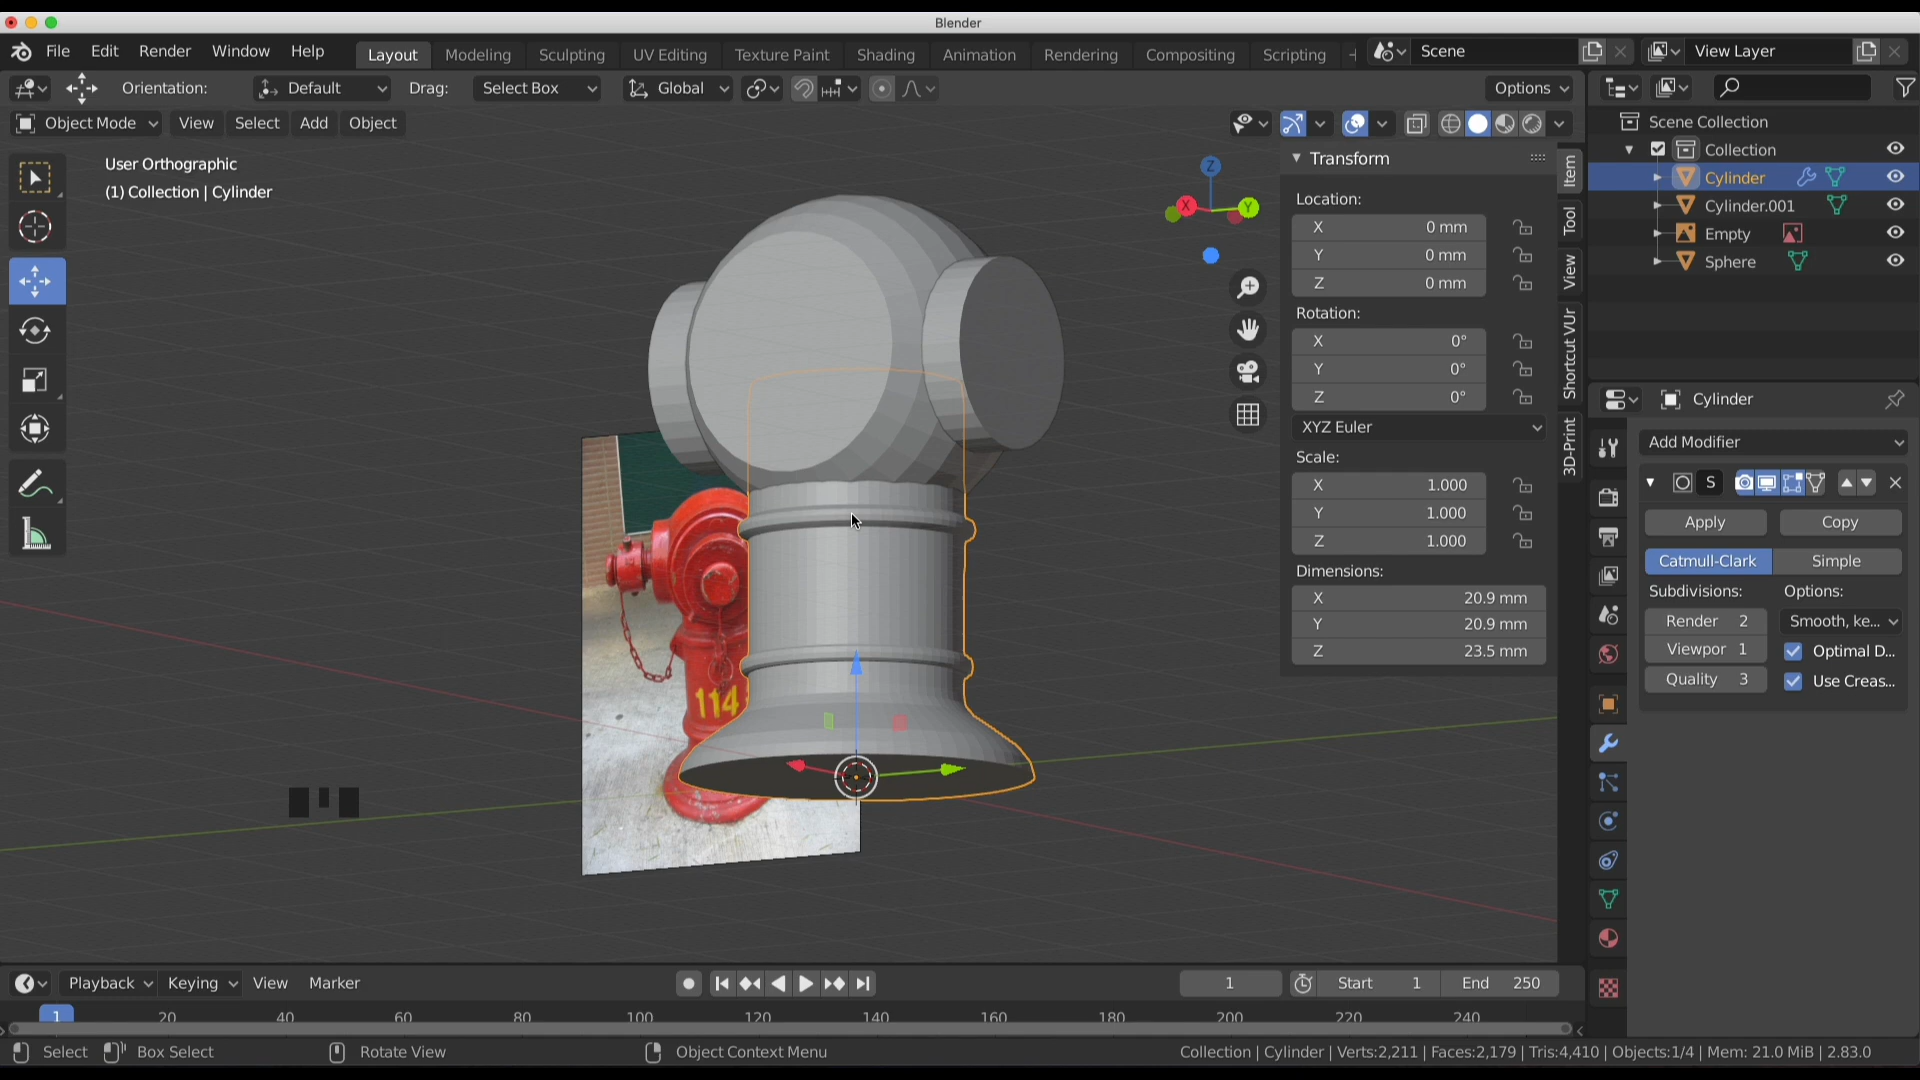 Blender
File Edit Render Window Help
Layout Modeling Sculpting UV Editing Texture Paint Shading Animation Rendering Compositing Scripting
Scene
View Layer
Orientation: Default Drag: Select Box Global Options
Object Mode View Select Add Object
User Orthographic
(1) Collection | Cylinder
Z
X
Y
114
Transform
Location:
X 0 mm
Y 0 mm
Z 0 mm
Rotation:
X 0°
Y 0°
Z 0°
XYZ Euler
Scale:
X 1.000
Y 1.000
Z 1.000
Dimensions:
X 20.9 mm
Y 20.9 mm
Z 23.5 mm
Item
Tool
View
Shortcut VUr
3D-Print
Scene Collection
Collection
Cylinder
Cylinder.001
Empty
Sphere
Cylinder
Add Modifier
S
Apply Copy
Catmull-Clark Simple
Subdivisions: Options:
Render 2 Smooth, ke...
Viewpor 1 Optimal D...
Quality 3 Use Creas...
Playback Keying View Marker
1 Start 1 End 250
1 20 40 60 80 100 120 140 160 180 200 220 240
Select Box Select Rotate View Object Context Menu
Collection | Cylinder | Verts:2,211 | Faces:2,179 | Tris:4,410 | Objects:1/4 | Mem: 21.0 MiB | 2.83.0